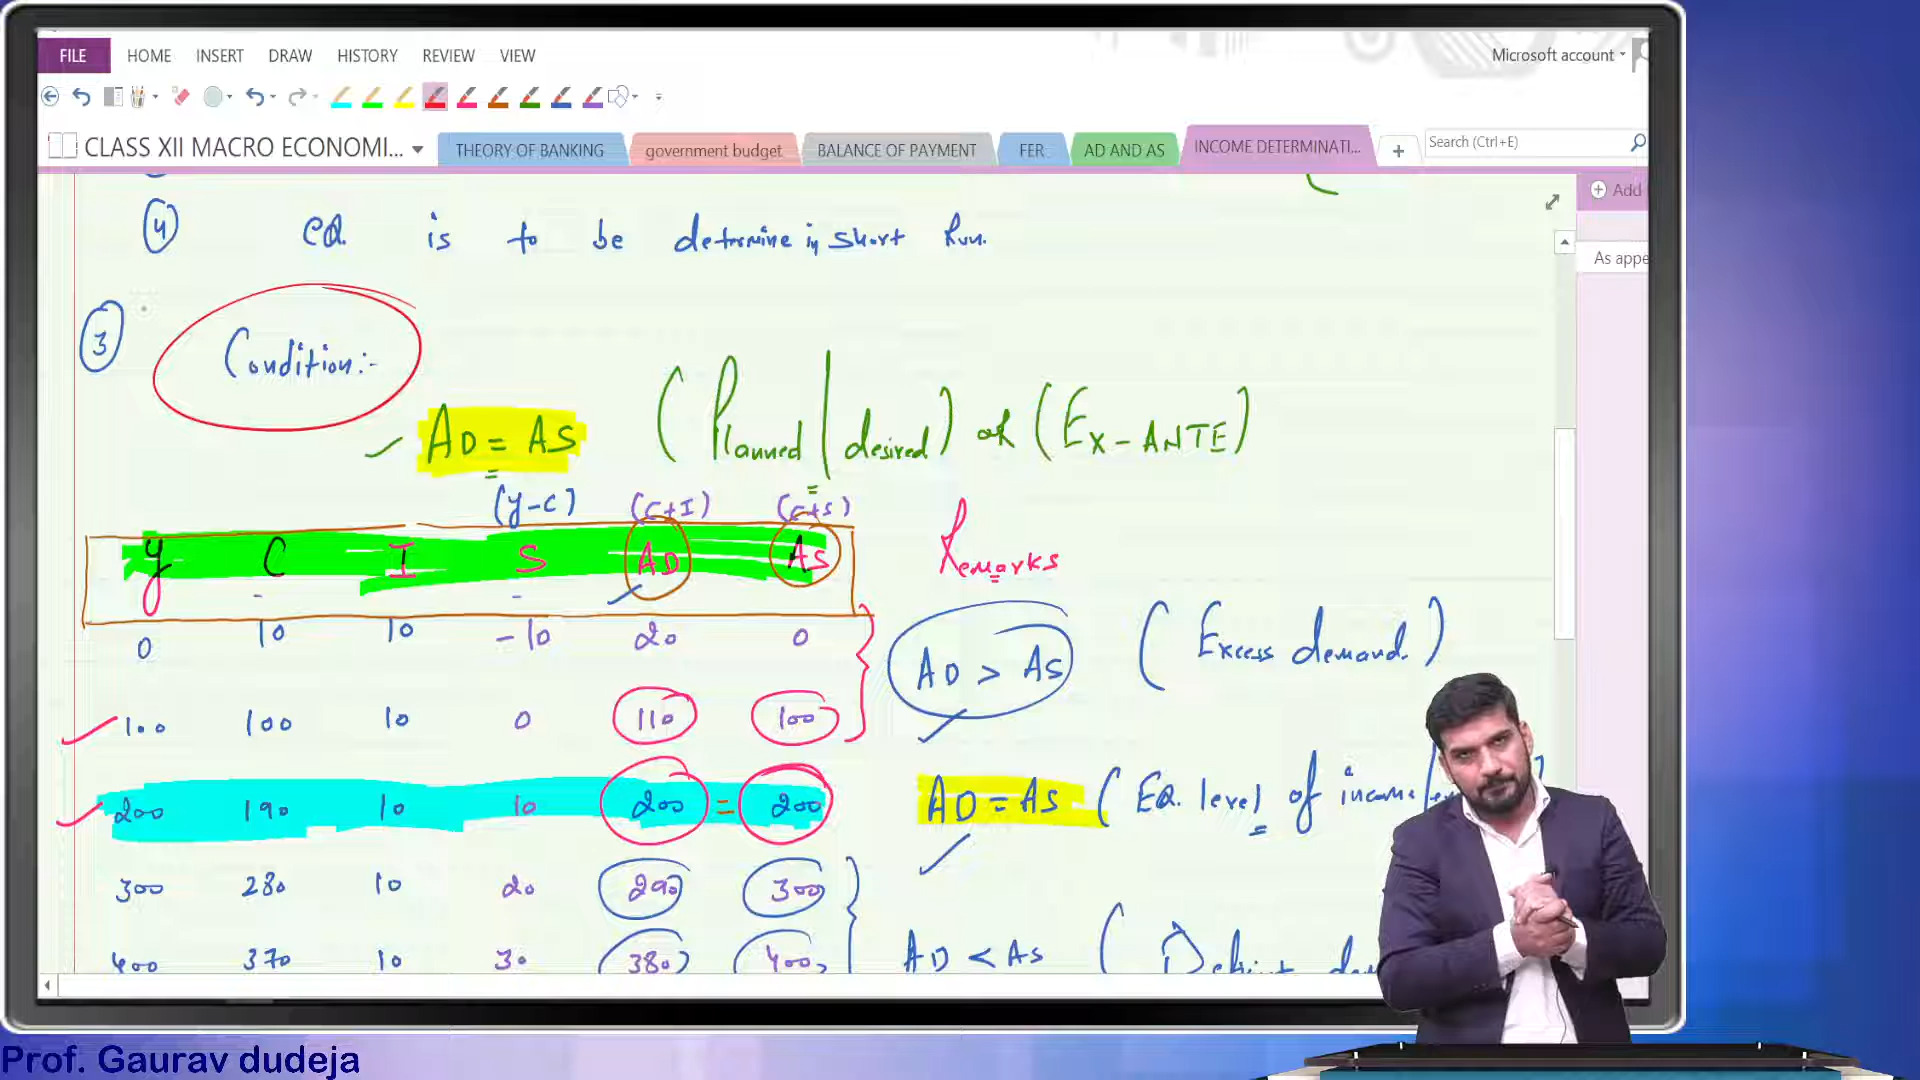 FILE HOME INSERT DRAW HISTORY REVIEW VIEW
Microsoft account
CLASS XII MACRO ECONOMI...
THEORY OF BANKING
government budget
BALANCE OF PAYMENT
FER
AD AND AS
INCOME DETERMINATI...
+
Search (Ctrl+E)
Add
As appe
4 EQ. is to be determine in short Run.
3 Condition:-
AD = AS (Planned/desired) or (EX-ANTE)
(y-c) (C+I) (C+S)
y C I S AD AS Remarks
0 10 10 -10 20 0
AD > AS (Excess demand)
100 100 10 0 110 100
200 190 10 10 200 = 200 AD = AS (EQ. level of income/
300 280 10 20 290 300
400 370 10 30 380 400 AD < AS (
Prof. Gaurav dudeja